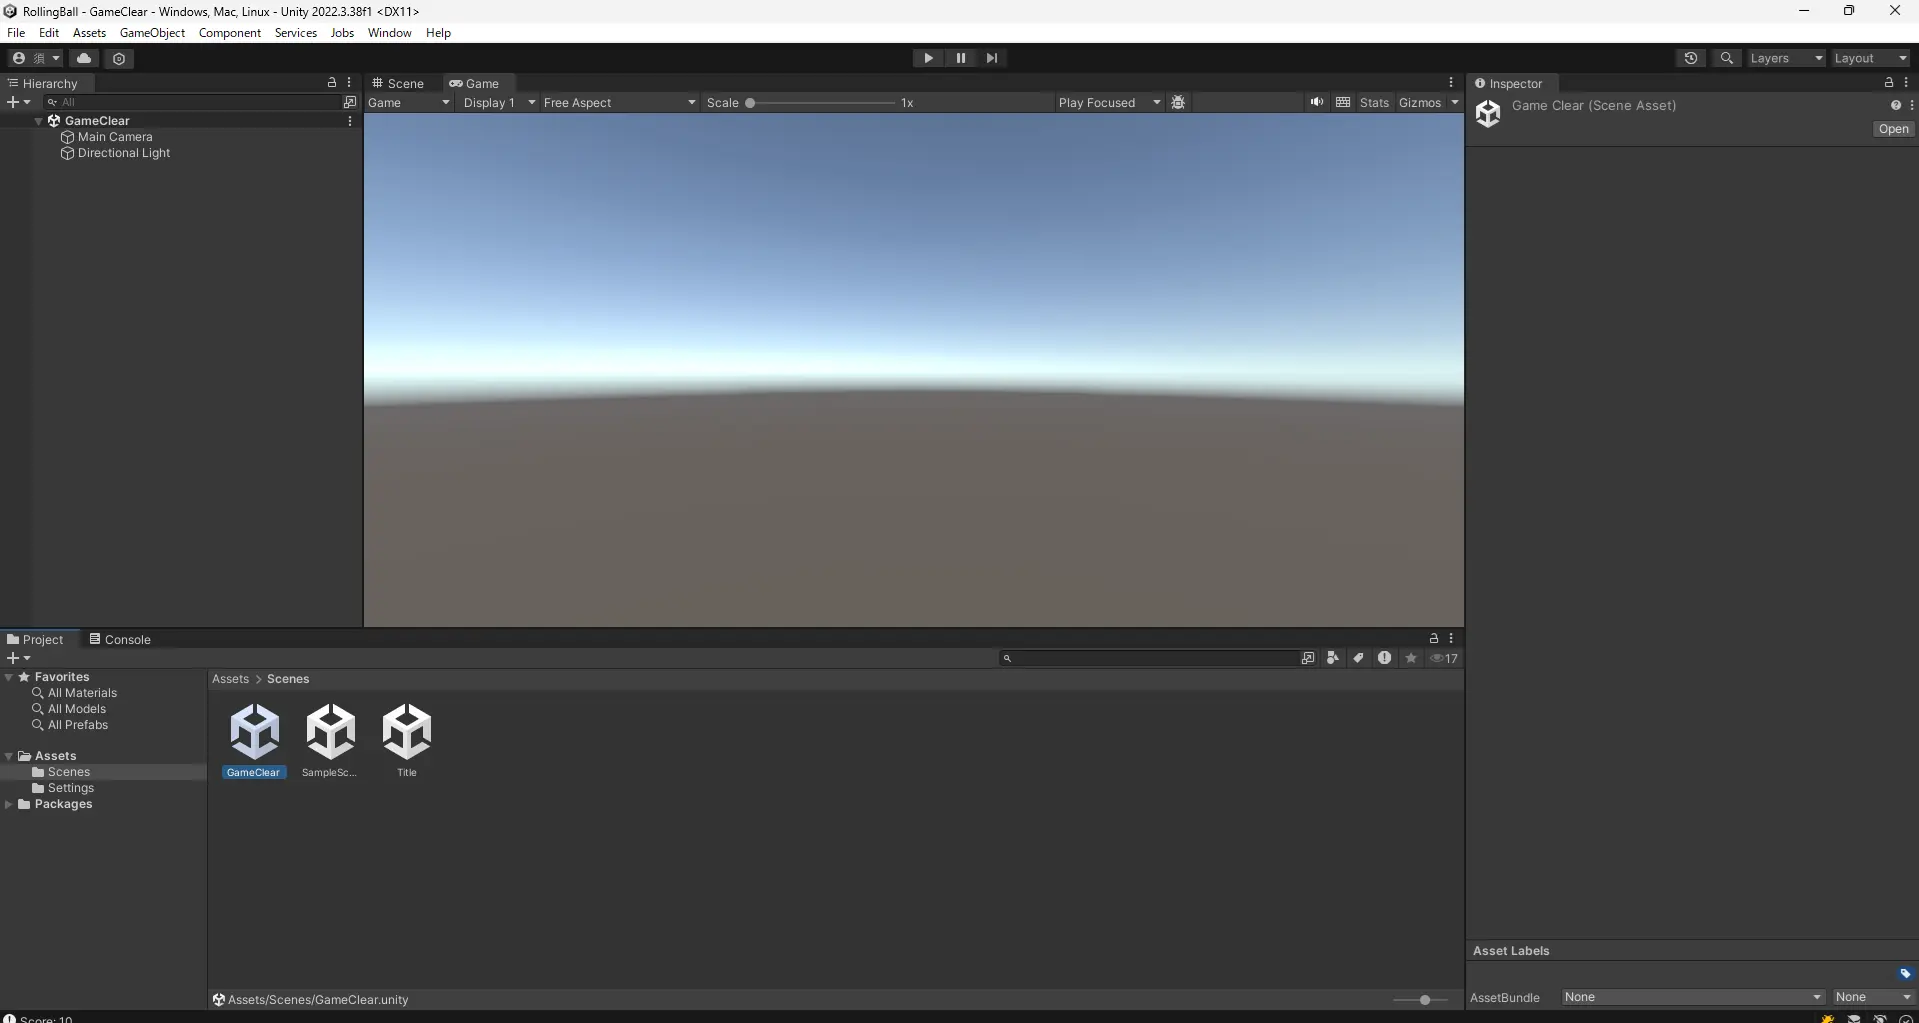 RollingBall - GameClear - Windows, Mac, Linux - Unity 2022.3.38f1 <DX11>
File Edit Assets GameObject Component Services Jobs Window Help
須 Layers Layout
Hierarchy Scene Game Inspector
All Game Display 1 Free Aspect Scale 1x Play Focused Stats Gizmos
Game Clear (Scene Asset)
Open
GameClear
Main Camera
Directional Light
Project Console
17
Favorites
All Materials
All Models
All Prefabs
Assets
Scenes
Settings
Packages
Assets > Scenes
GameClear SampleSc... Title
Assets/Scenes/GameClear.unity
Asset Labels
AssetBundle None None
Score: 10